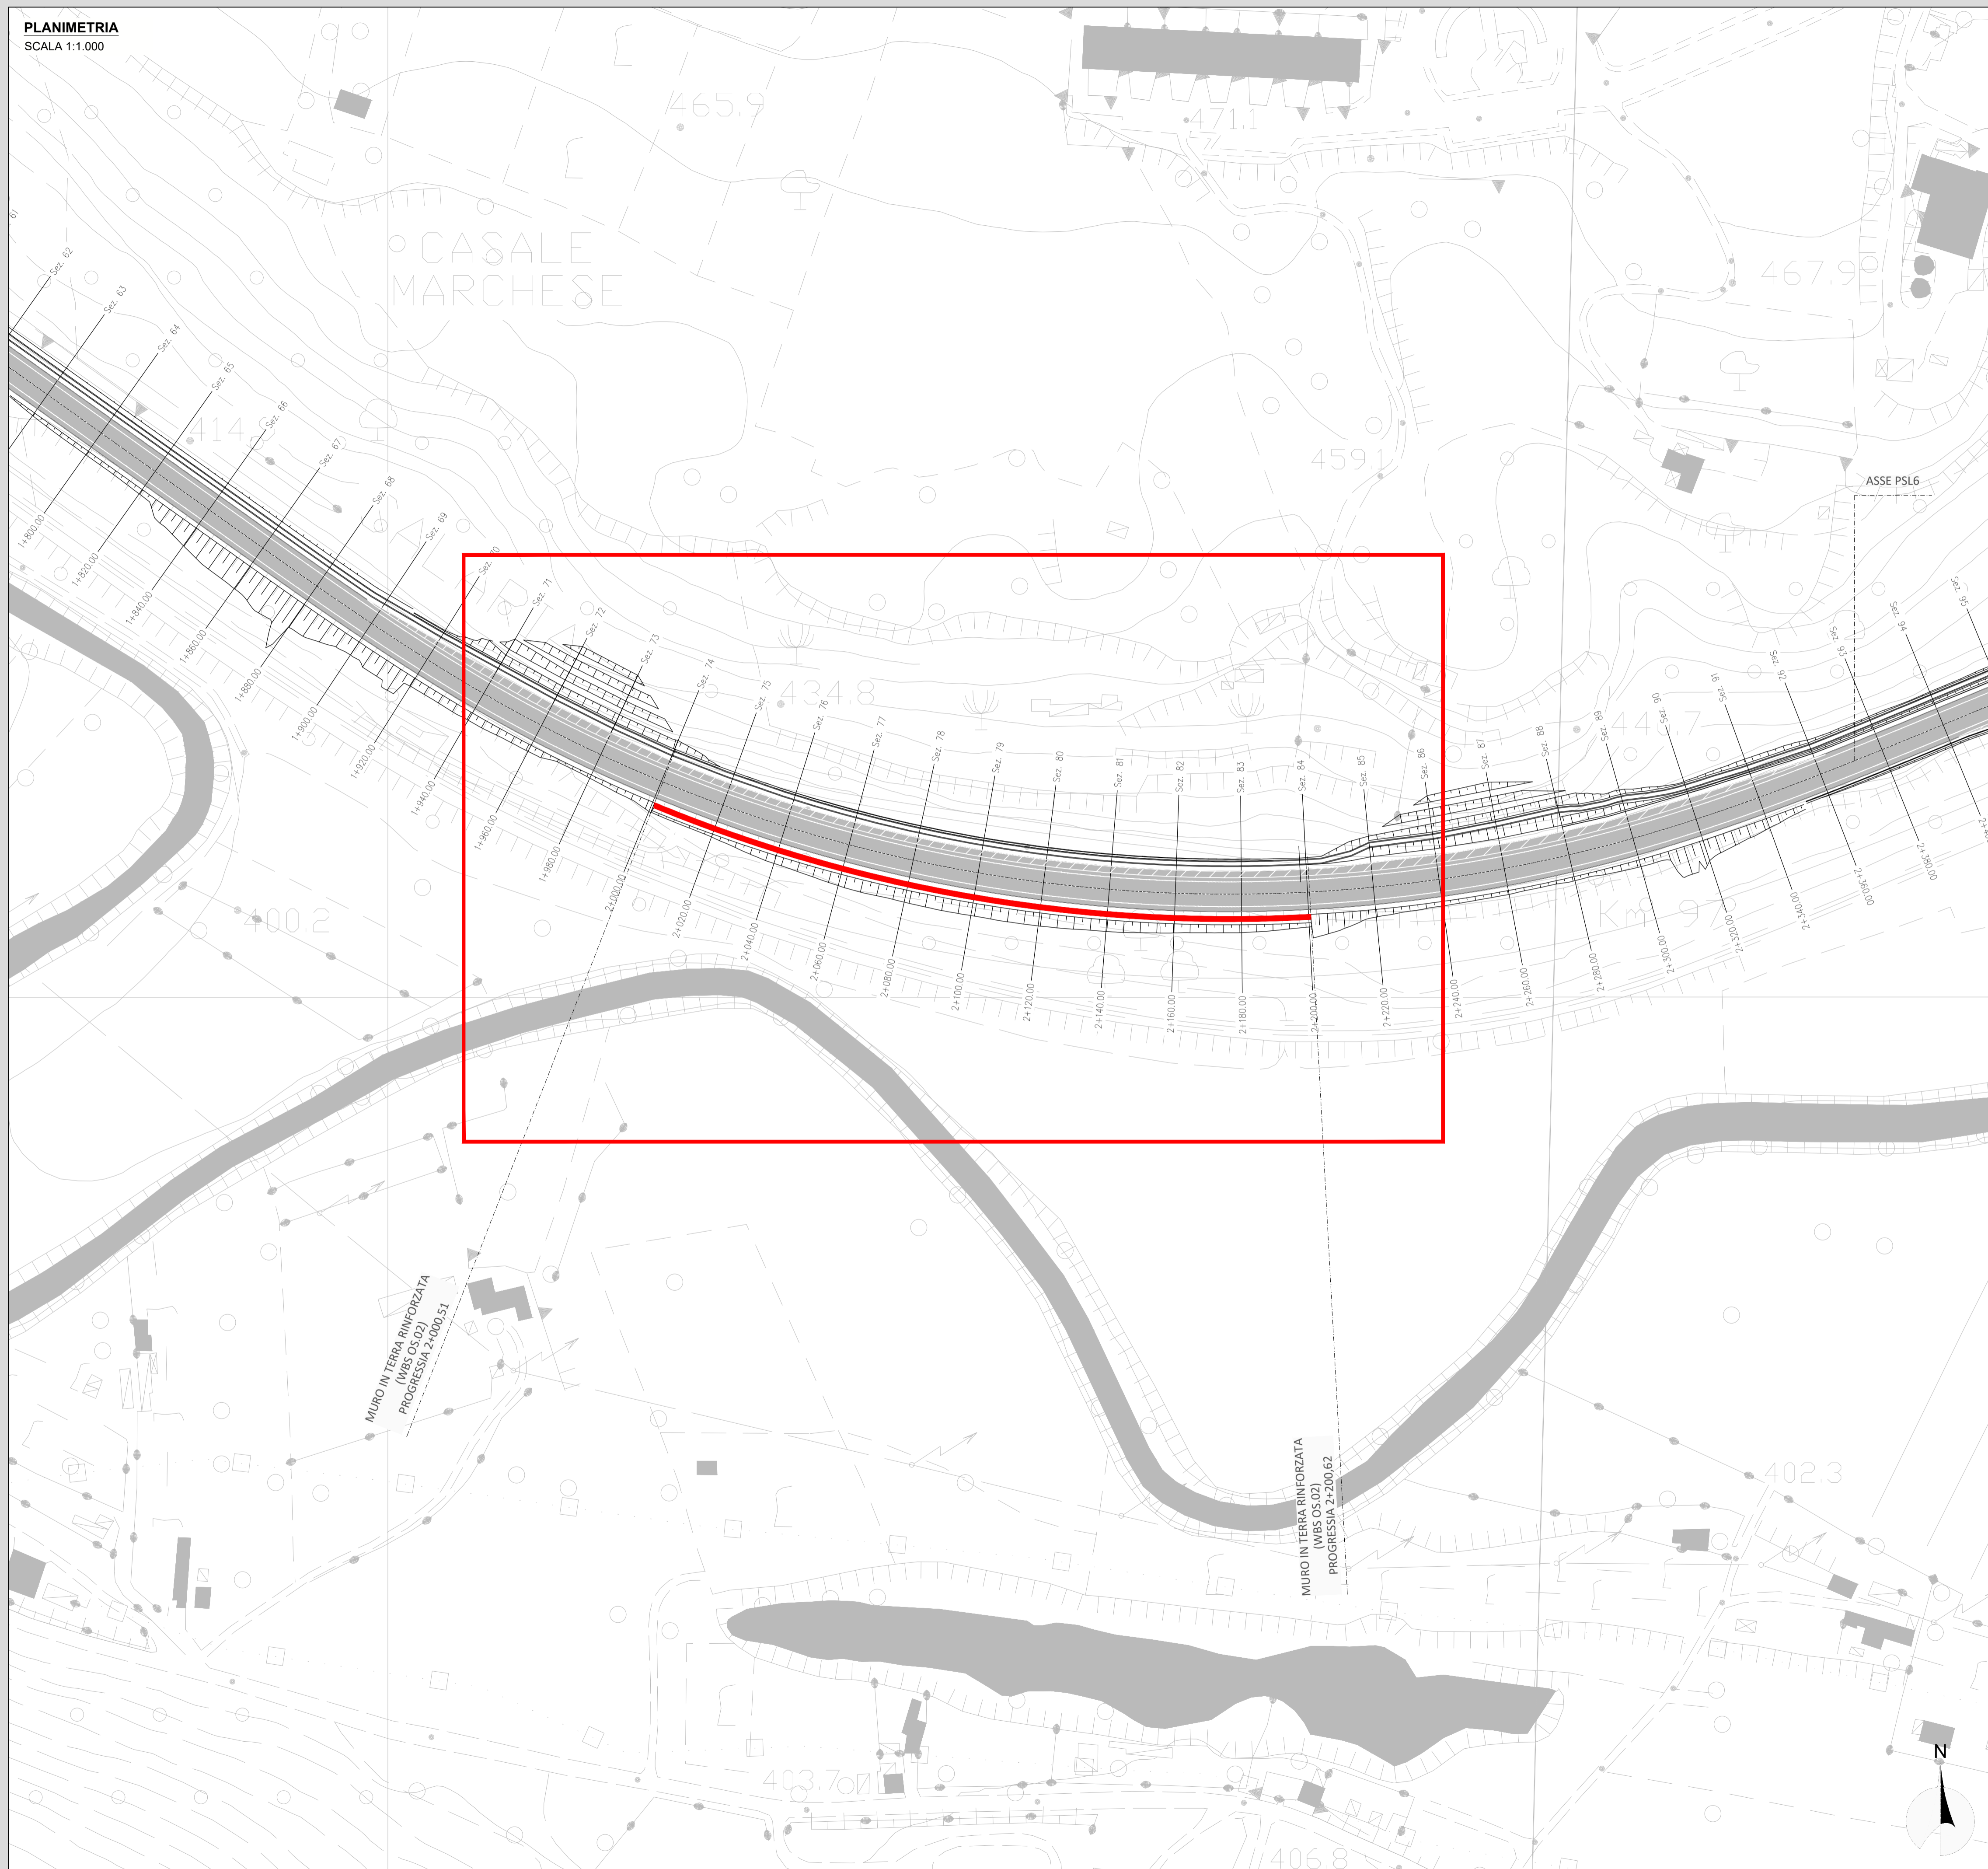 PLANIMETRIA
SCALA 1:1.000
465.9
471.1
CASALE
MARCHESE
467.9
459.1
ASSE PSL6
61
Sez. 62
Sez. 63
Sez. 64
Sez. 65
Sez. 66
Sez. 67
Sez. 68
Sez. 69
Sez. 70
Sez. 71
Sez. 72
Sez. 73
Sez. 74
Sez. 75
Sez. 76
Sez. 77
Sez. 78
Sez. 79
Sez. 80
Sez. 81
Sez. 82
Sez. 83
Sez. 84
Sez. 85
Sez. 86
Sez. 87
Sez. 88
Sez. 89
Sez. 90
Sez. 91
Sez. 92
Sez. 93
Sez. 94
Sez. 95
434.8
1+800.00
1+820.00
1+840.00
1+860.00
1+880.00
1+900.00
1+920.00
1+940.00
1+960.00
1+980.00
2+000.00
2+020.00
2+040.00
2+060.00
2+080.00
2+100.00
2+120.00
2+140.00
2+160.00
2+180.00
2+200.00
2+220.00
2+240.00
2+260.00
2+280.00
2+300.00
2+320.00
2+340.00
2+360.00
2+380.00
400.2
MURO IN TERRA RINFORZATA
(WBS OS.02)
PROGRESSIA 2+000,51
MURO IN TERRA RINFORZATA
(WBS OS.02)
PROGRESSIA 2+200,62
402.3
403.7
406.8
N